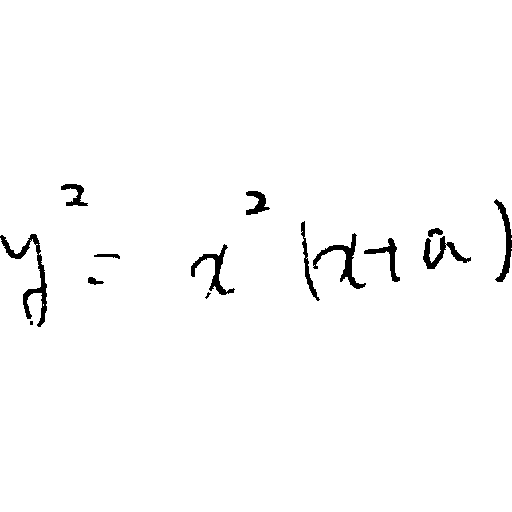 y² = x² (x+a)